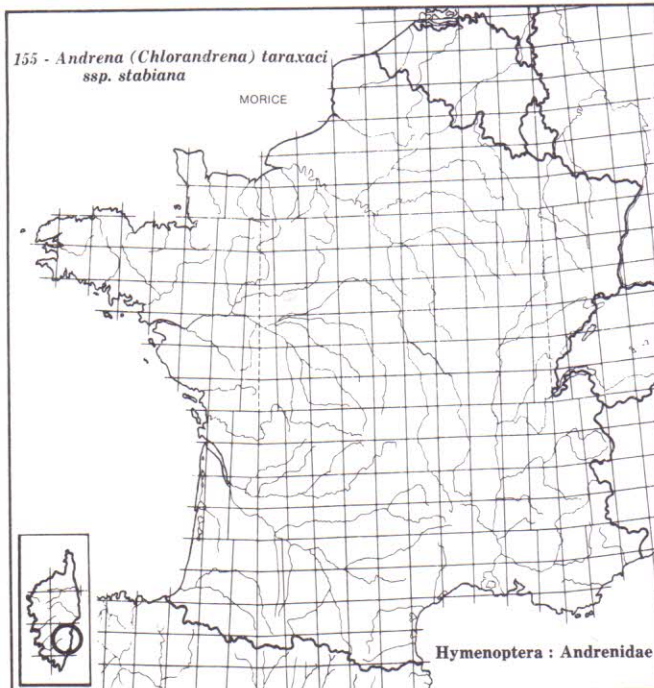 155 - Andrena (Chlorandrena) taraxaci
ssp. stabiana
MORICE
Hymenoptera : Andrenidae